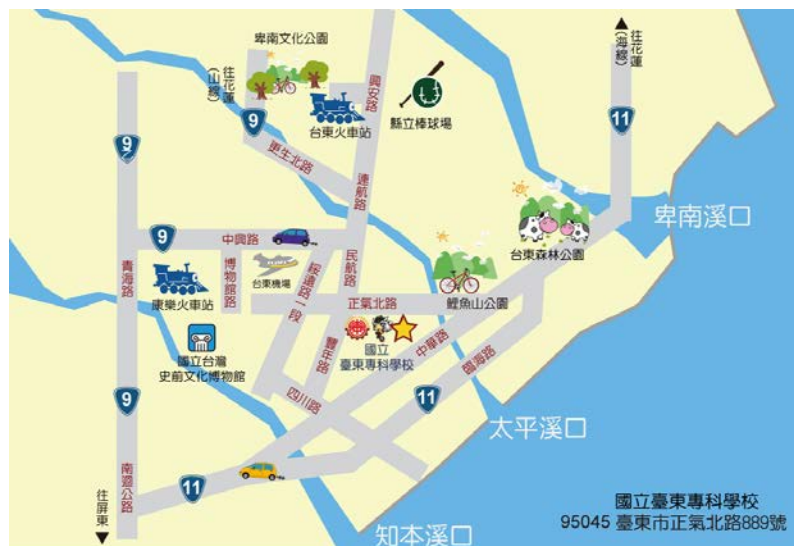 卑南文化公園
往花蓮
(山線)
往花蓮
(海線)
興安路
縣立棒球場
台東火車站
9
11
9
更生北路
連航路
卑南溪口
台東森林公園
9
中興路
青海路
博物館路
台東機場
綏遠路一段
民航路
康樂火車站
正氣北路
鯉魚山公園
國立台灣
史前文化博物館
豐年路
國立
臺東專科學校
中華路
臨海路
9
四川路
11
太平溪口
南迴公路
11
往屏東
知本溪口
國立臺東專科學校
95045 臺東市正氣北路889號